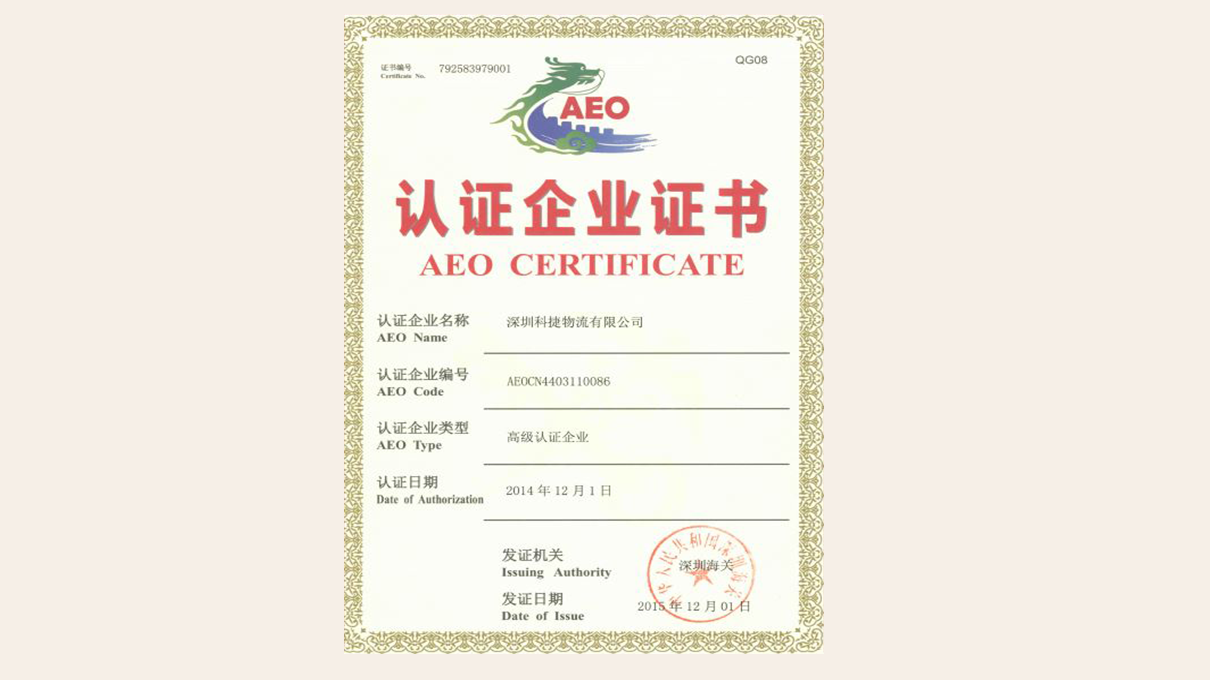 证书编号
Certificate No.
792583979001
QG08
AEO
认证企业证书
AEO CERTIFICATE
认证企业名称
AEO Name
深圳科捷物流有限公司
认证企业编号
AEO Code
AEOCN4403110086
认证企业类型
AEO Type
高级认证企业
认证日期
Date of Authorization
2014 年 12 月 1 日
发证机关
Issuing Authority
深圳海关
中华人民共和国深圳海关
发证日期
Date of Issue
2015 年 12 月 01 日